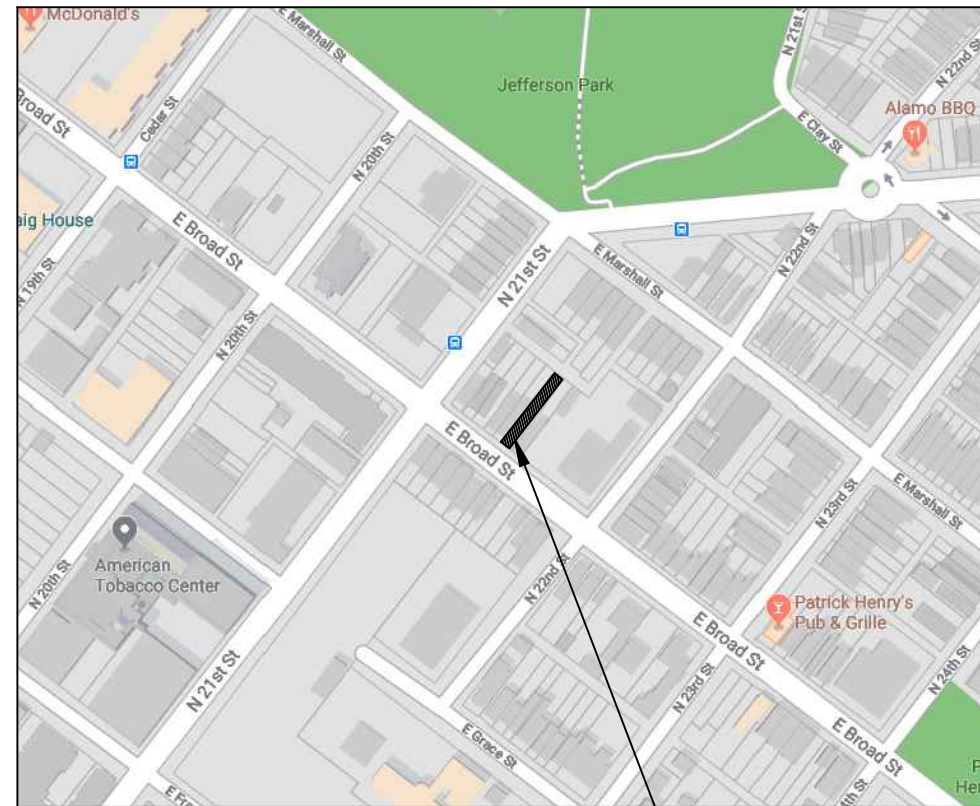 McDonald's
E Marshall St
N 21st S
N 22nd S
Jefferson Park
Alamo BBQ
E Clay St
Broad St
Cedar St
N 20th St
aig House
E Broad St
N 21st St
E Marshall St
N 22nd St
N 19th St
N 20th St
E Broad St
E Marshall St
N 23rd St
American
Tobacco Center
N 20th St
N 22nd St
Patrick Henry's
Pub & Grille
E Broad St
N 24th St
N 21st St
N 23rd St
E Grace St
E Broad St
P
He
E Fr
th St